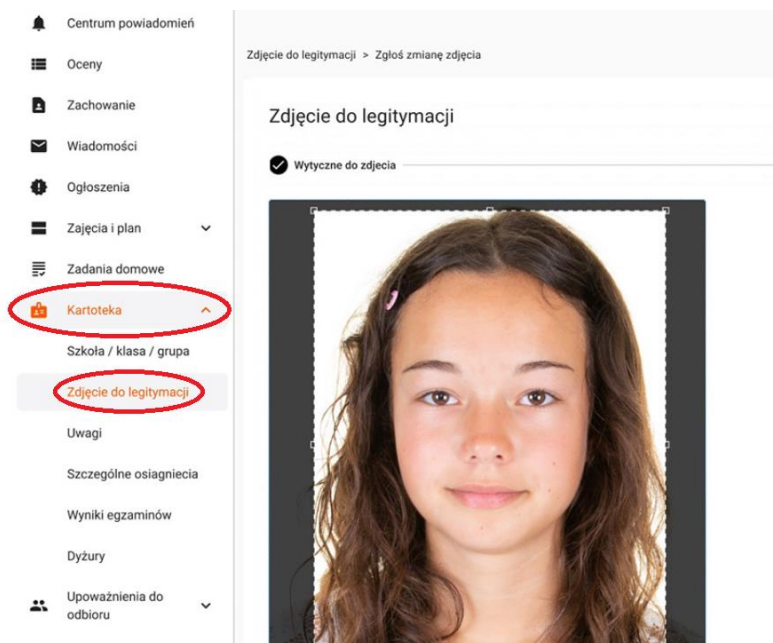 Centrum powiadomień
Oceny
Zachowanie
Wiadomości
Ogłoszenia
Zajęcia i plan
Zadania domowe
Kartoteka
Szkoła / klasa / grupa
Zdjęcie do legitymacji
Uwagi
Szczególne osiagniecia
Wyniki egzaminów
Dyżury
Upoważnienia do
odbioru
Zdjęcie do legitymacji > Zgłoś zmianę zdjęcia
Zdjęcie do legitymacji
Wytyczne do zdjecia